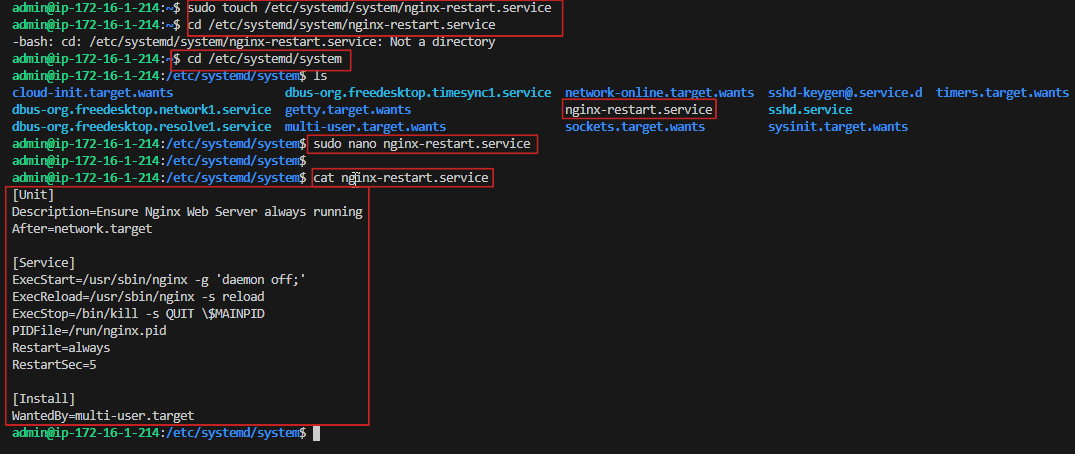 admin@ip-172-16-1-214:~$ sudo touch /etc/systemd/system/nginx-restart.service
admin@ip-172-16-1-214:~$ cd /etc/systemd/system/nginx-restart.service
-bash: cd: /etc/systemd/system/nginx-restart.service: Not a directory
admin@ip-172-16-1-214:~$ cd /etc/systemd/system
admin@ip-172-16-1-214:/etc/systemd/system$ ls
cloud-init.target.wants dbus-org.freedesktop.timesync1.service network-online.target.wants sshd-keygen@.service.d timers.target.wants
dbus-org.freedesktop.network1.service getty.target.wants nginx-restart.service sshd.service
dbus-org.freedesktop.resolve1.service multi-user.target.wants sockets.target.wants sysinit.target.wants
admin@ip-172-16-1-214:/etc/systemd/system$ sudo nano nginx-restart.service
admin@ip-172-16-1-214:/etc/systemd/system$
admin@ip-172-16-1-214:/etc/systemd/system$ cat nginx-restart.service
[Unit]
Description=Ensure Nginx Web Server always running
After=network.target
[Service]
ExecStart=/usr/sbin/nginx -g 'daemon off;'
ExecReload=/usr/sbin/nginx -s reload
ExecStop=/bin/kill -s QUIT \$MAINPID
PIDFile=/run/nginx.pid
Restart=always
RestartSec=5
[Install]
WantedBy=multi-user.target
admin@ip-172-16-1-214:/etc/systemd/system$